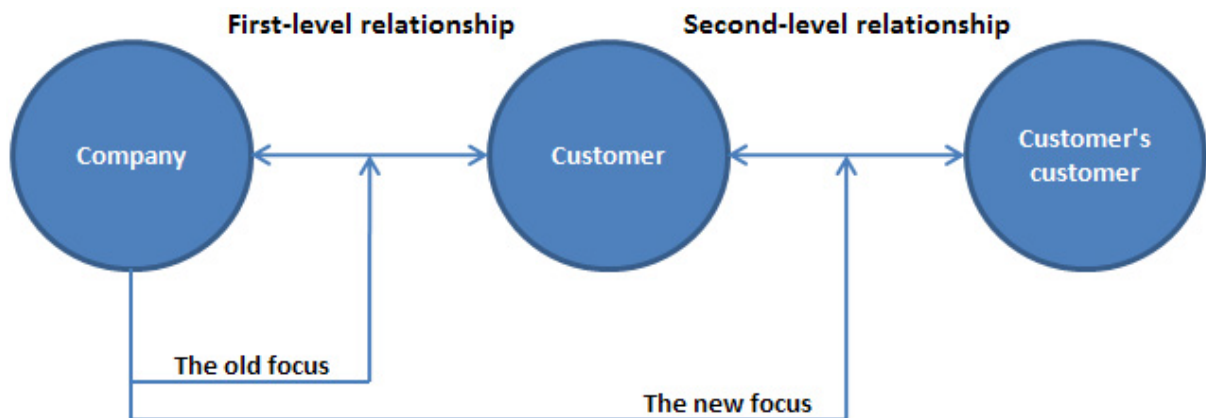 First-level relationship
Second-level relationship
Company
Customer
Customer's
customer
The old focus
The new focus